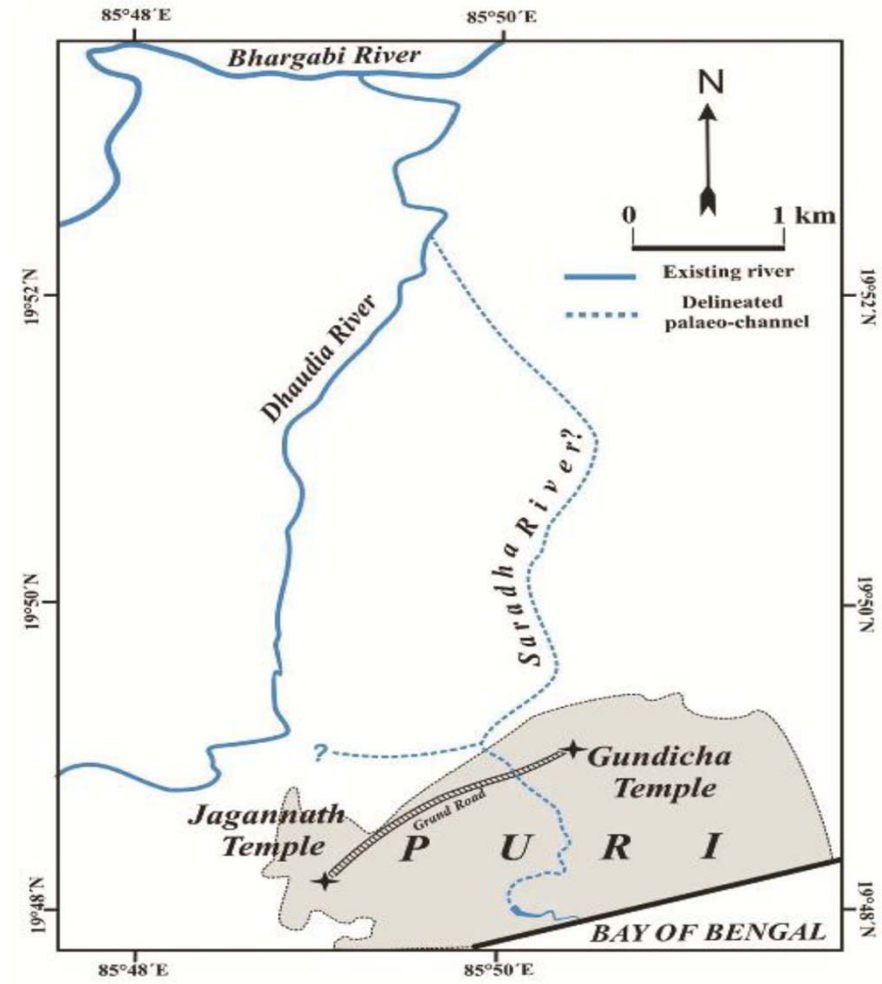 85°48´E
85°50´E
Bhargabi River
N
0
1 km
Existing river
Delineated
palaeo-channel
19°52´N
19°52´N
Dhaudia River
Saradha River?
19°50´N
19°50´N
?
Gundicha
Temple
Jagannath
Temple
Grand Road
PURI
19°48´N
19°48´N
BAY OF BENGAL
85°48´E
85°50´E